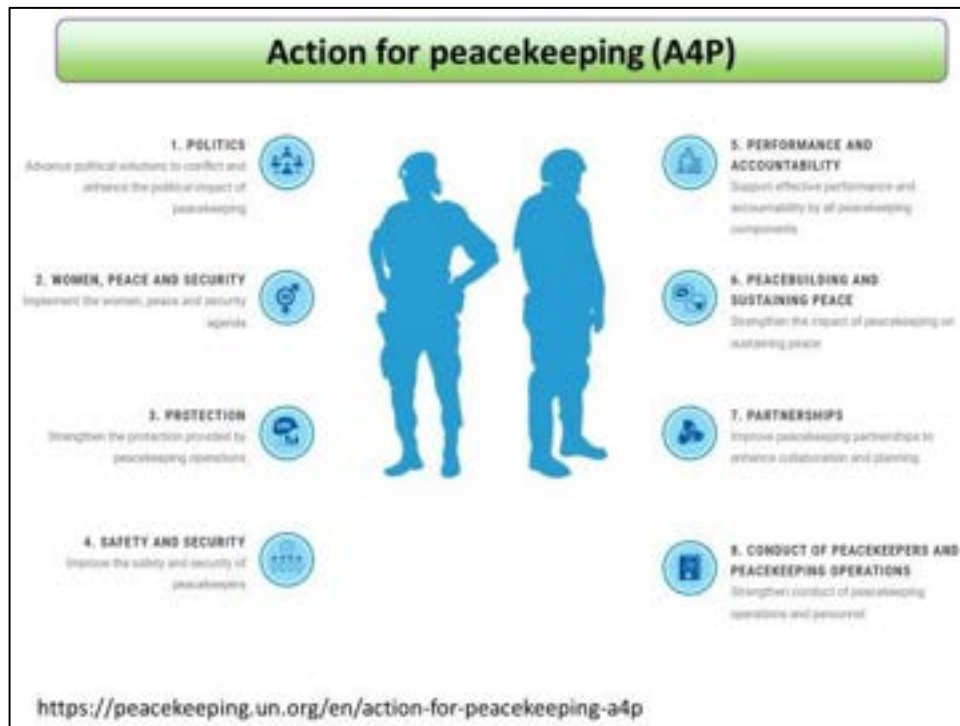 Action for peacekeeping (A4P)
1. POLITICS
Advance political solutions to conflict and
enhance the political impact of
peacekeeping
2. WOMEN, PEACE AND SECURITY
Implement the women, peace and security
agenda
3. PROTECTION
Strengthen the protection provided by
peacekeeping operations
4. SAFETY AND SECURITY
Improve the safety and security of
peacekeepers
5. PERFORMANCE AND
ACCOUNTABILITY
Support effective performance and
accountability by all peacekeeping
components
6. PEACEBUILDING AND
SUSTAINING PEACE
Strengthen the impact of peacekeeping on
sustaining peace
7. PARTNERSHIPS
Improve peacekeeping partnerships to
enhance collaboration and planning
8. CONDUCT OF PEACEKEEPERS AND
PEACEKEEPING OPERATIONS
Strengthen conduct of peacekeeping
operations and personnel
https://peacekeeping.un.org/en/action-for-peacekeeping-a4p